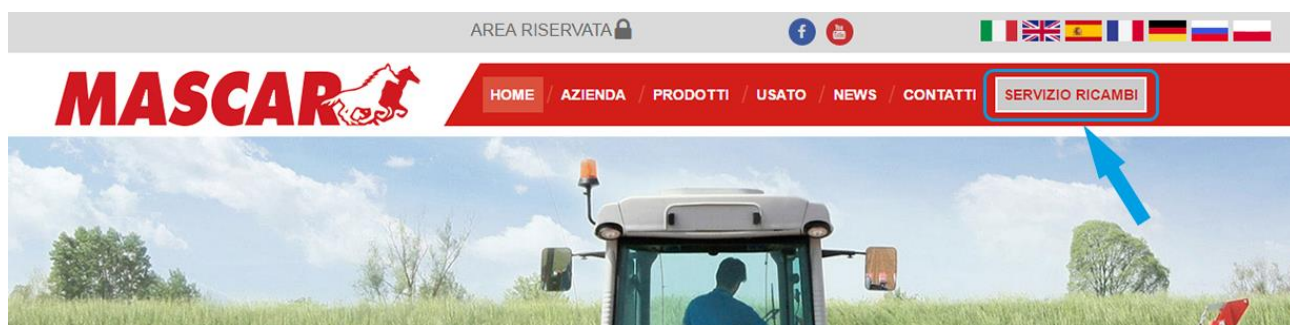 AREA RISERVATA
MASCAR
HOME / AZIENDA / PRODOTTI / USATO / NEWS / CONTATTI SERVIZIO RICAMBI